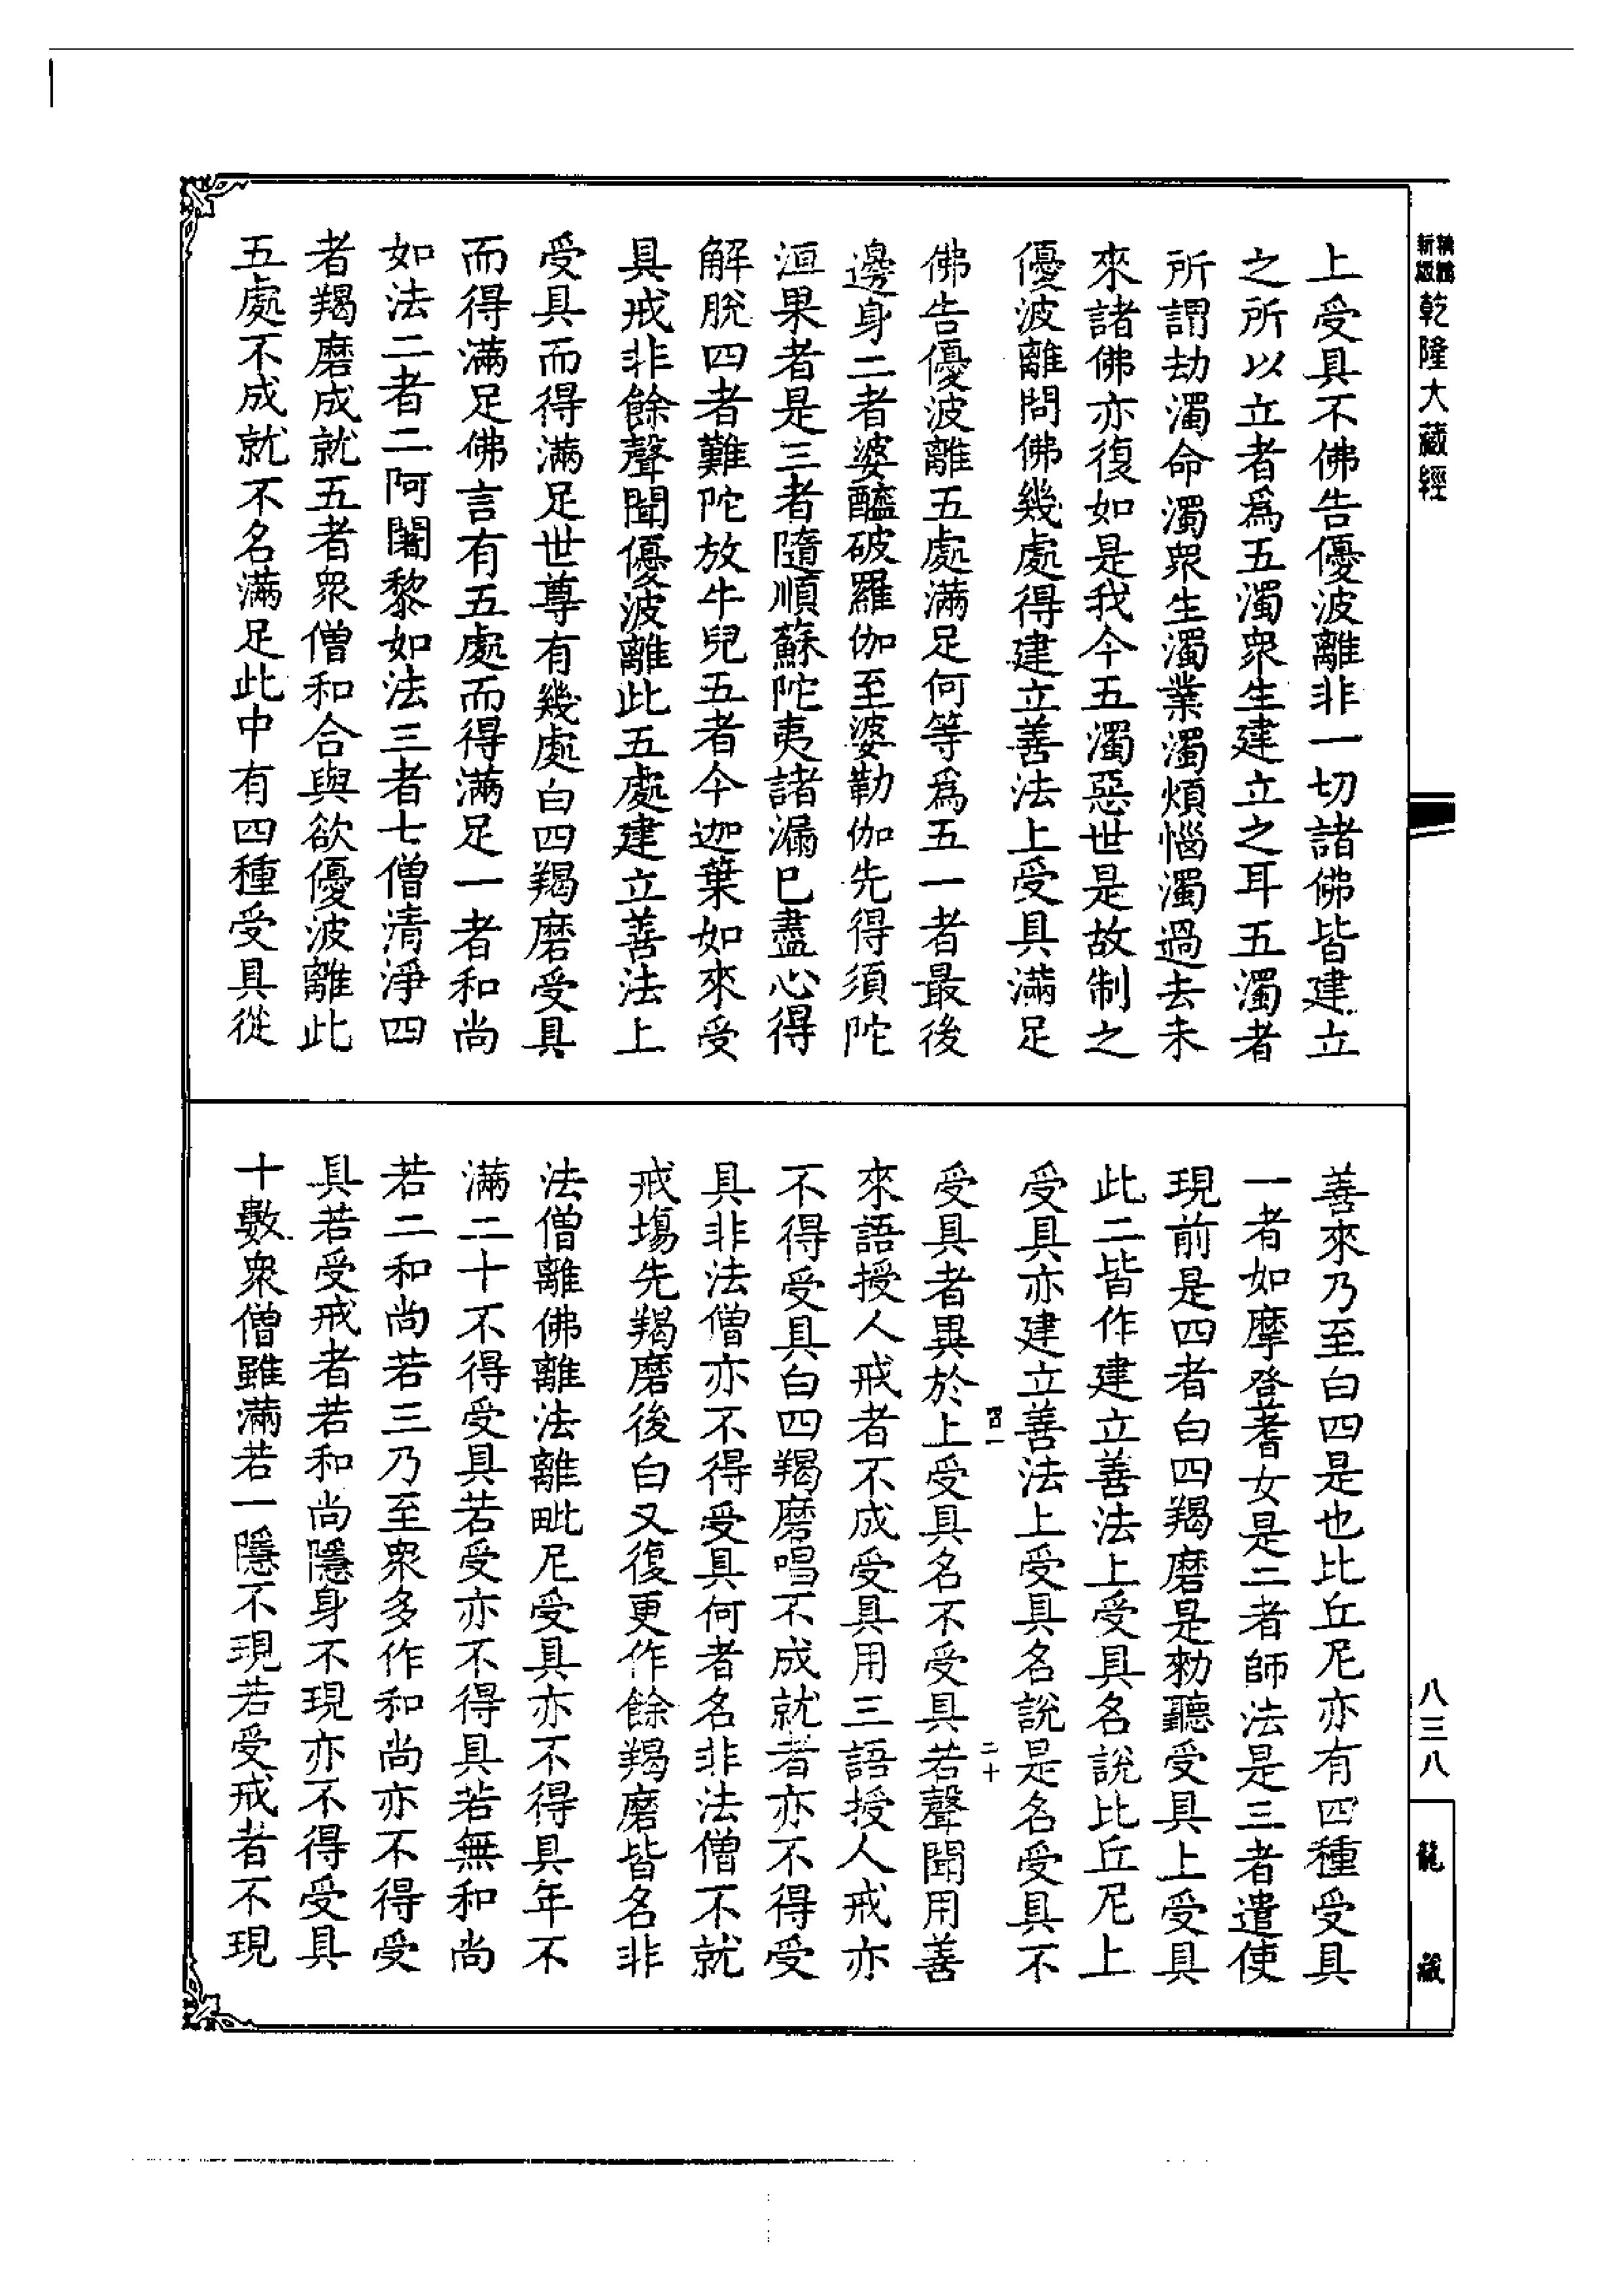 乾隆大藏經
上受具不佛告優波離非一切諸佛皆建立
之所以立者爲五濁衆生建立之耳五濁者
所謂劫濁命濁衆生濁業濁煩惱濁過去未
來諸佛亦復如是我今五濁惡世是故制之
優波離問佛幾處得建立善法上受具滿足
佛告優波離五處滿足何等爲五一者最後
邊身二者婆醯破羅伽至婆勒伽先得須陀
洹果者是三者隨順蘇陀夷諸漏已盡心得
解脫四者難陀放牛兒五者今迦葉如來受
具戒非餘聲聞優波離此五處建立善法上
受具而得滿足世尊有幾處白四羯磨受具
而得滿足佛言有五處而得滿足一者和尚
如法二者二阿闍黎如法三者七僧清淨四
者羯磨成就五者衆僧和合與欲優波離此
五處不成就不名滿足此中有四種受具從
善來乃至白四是也比丘尼亦有四種受具
一者如摩登耆女是二者師法是三者遣使
現前是四者白四羯磨是勑聽受具上受具
此二皆作建立善法上受具名說比丘尼上
受具亦建立善法上受具名說是名受具不
受具者異於上受具名不受具若聲聞用善
來語授人戒者不成受具用三語授人戒亦
不得受具白四羯磨唱不成就者亦不得受
具非法僧亦不得受具何者名非法僧不就
戒場先羯磨後白又復更作餘羯磨皆名非
法僧離佛離法離毗尼受具亦不得具年不
滿二十不得受具若受亦不得具若無和尚
若二和尚若三乃至衆多作和尚亦不得受
具若受戒者若和尚隱身不現亦不得受具
十數衆僧雖滿若一隱不現若受戒者不現
八三八
龍藏